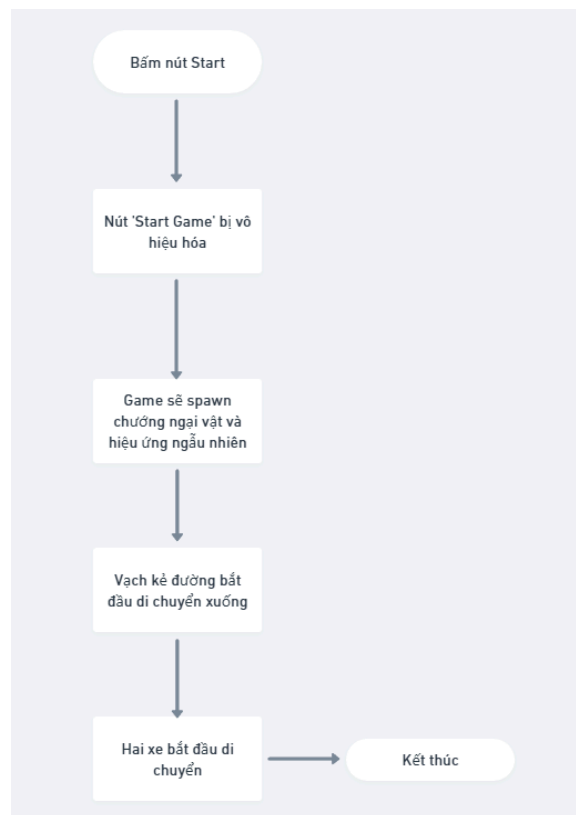 Bấm nút Start
Nút 'Start Game' bị vô
hiệu hóa
Game sẽ spawn
chướng ngại vật và
hiệu ứng ngẫu nhiên
Vạch kẻ đường bắt
đầu di chuyển xuống
Hai xe bắt đầu di
chuyển
Kết thúc